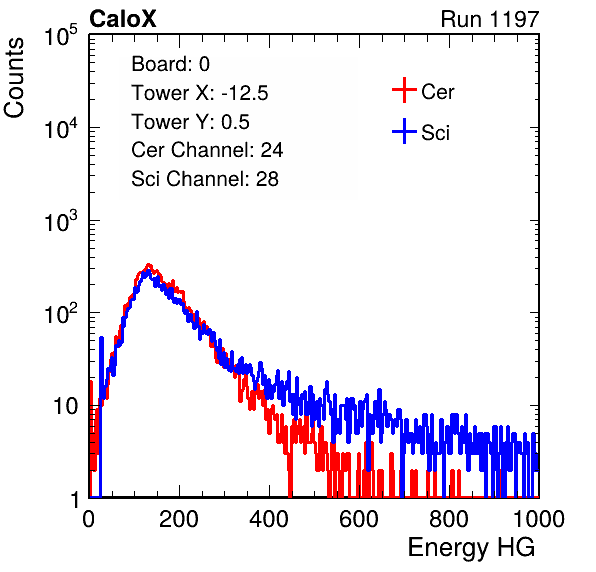 CaloX Run 1197
Counts
Board: 0
Tower X: -12.5
Tower Y: 0.5
Cer Channel: 24
Sci Channel: 28
Cer
Sci
10^5
10^4
10^3
10^2
10
1
0 200 400 600 800 1000
Energy HG